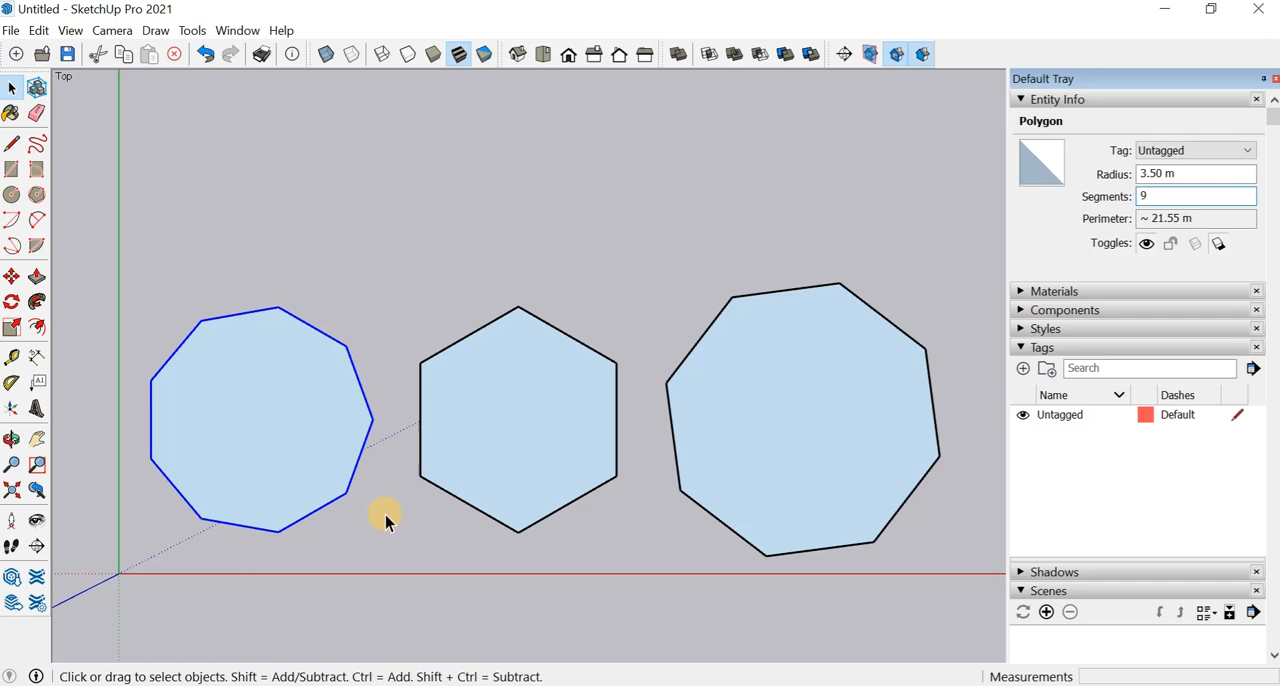 Untitled - SketchUp Pro 2021
File Edit View Camera Draw Tools Window Help
Top
Default Tray
Entity Info
Polygon
Tag: Untagged
Radius: 3.50 m
Segments: 9
Perimeter: ~ 21.55 m
Toggles:
Materials
Components
Styles
Tags
Search
Name Dashes
Untagged Default
A1
Shadows
Scenes
Click or drag to select objects. Shift = Add/Subtract. Ctrl = Add. Shift + Ctrl = Subtract.
Measurements